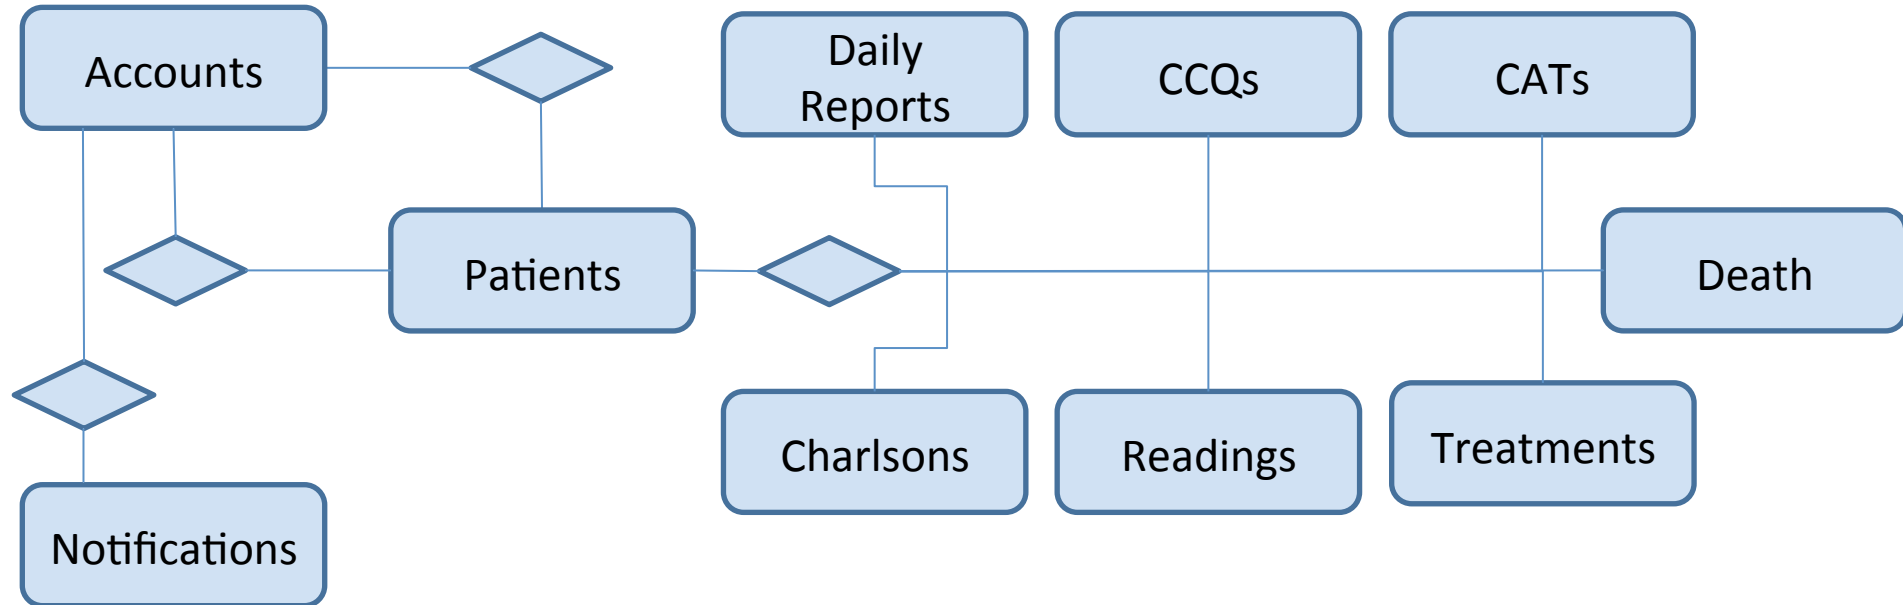 Accounts
Daily
Reports
CCQs
CATs
Patients
Death
Charlsons
Readings
Treatments
Notifications